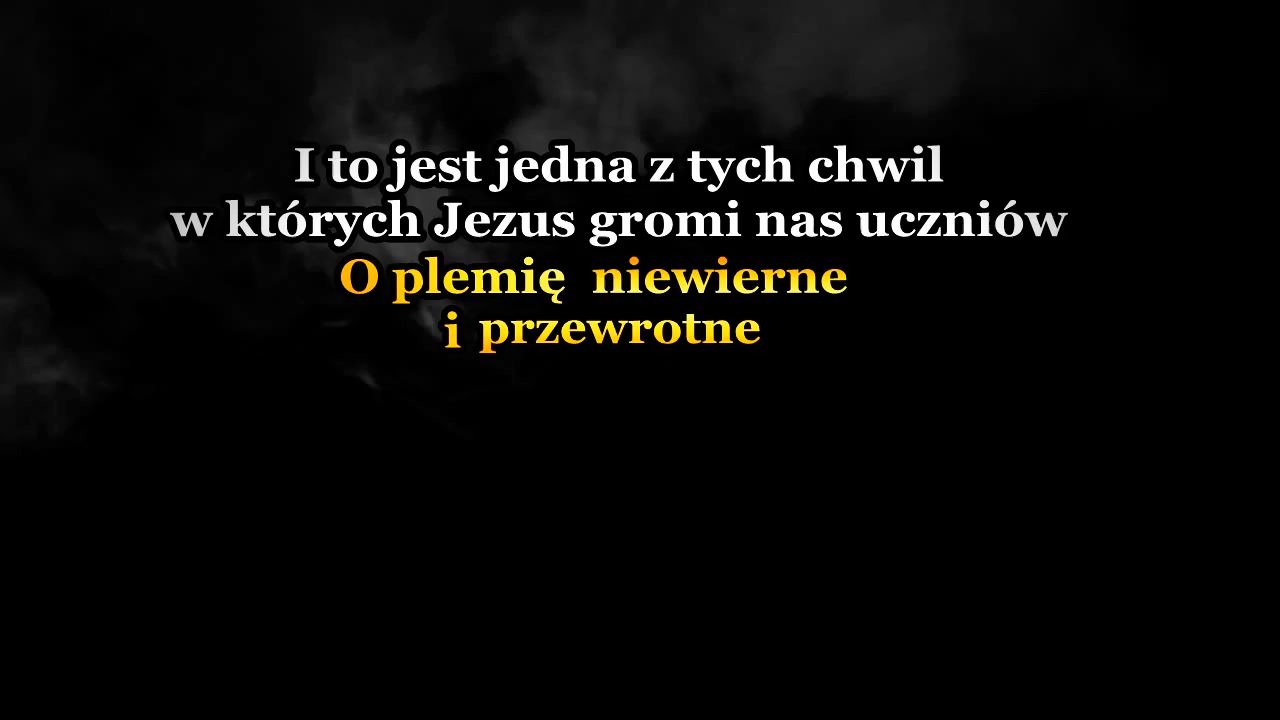 I to jest jedna z tych chwil
w których Jezus gromi nas uczniów
O plemię niewierne
i przewrotne